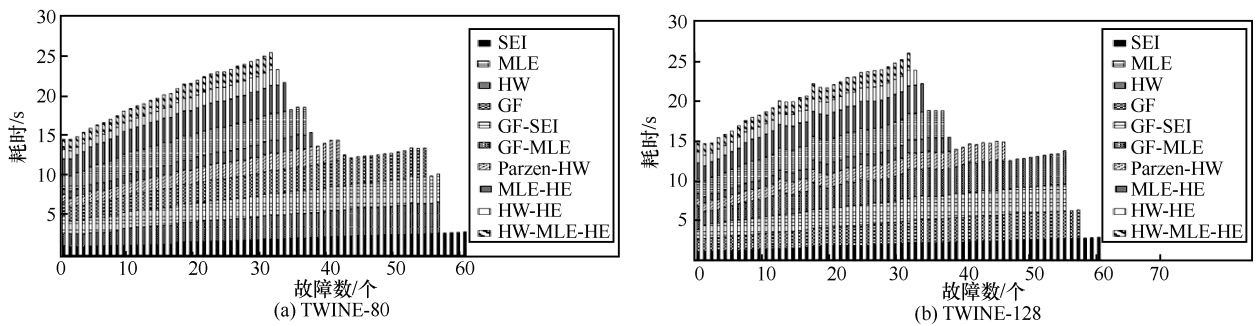 30
25
20
15
10
5
耗时/s
0 10 20 30 40 50 60
故障数/个
(a) TWINE-80
SEI
MLE
HW
GF
GF-SEI
GF-MLE
Parzen-HW
MLE-HE
HW-HE
HW-MLE-HE
30
25
20
15
10
5
耗时/s
0 10 20 30 40 50 60 70
故障数/个
(b) TWINE-128
SEI
MLE
HW
GF
GF-SEI
GF-MLE
Parzen-HW
MLE-HE
HW-HE
HW-MLE-HE